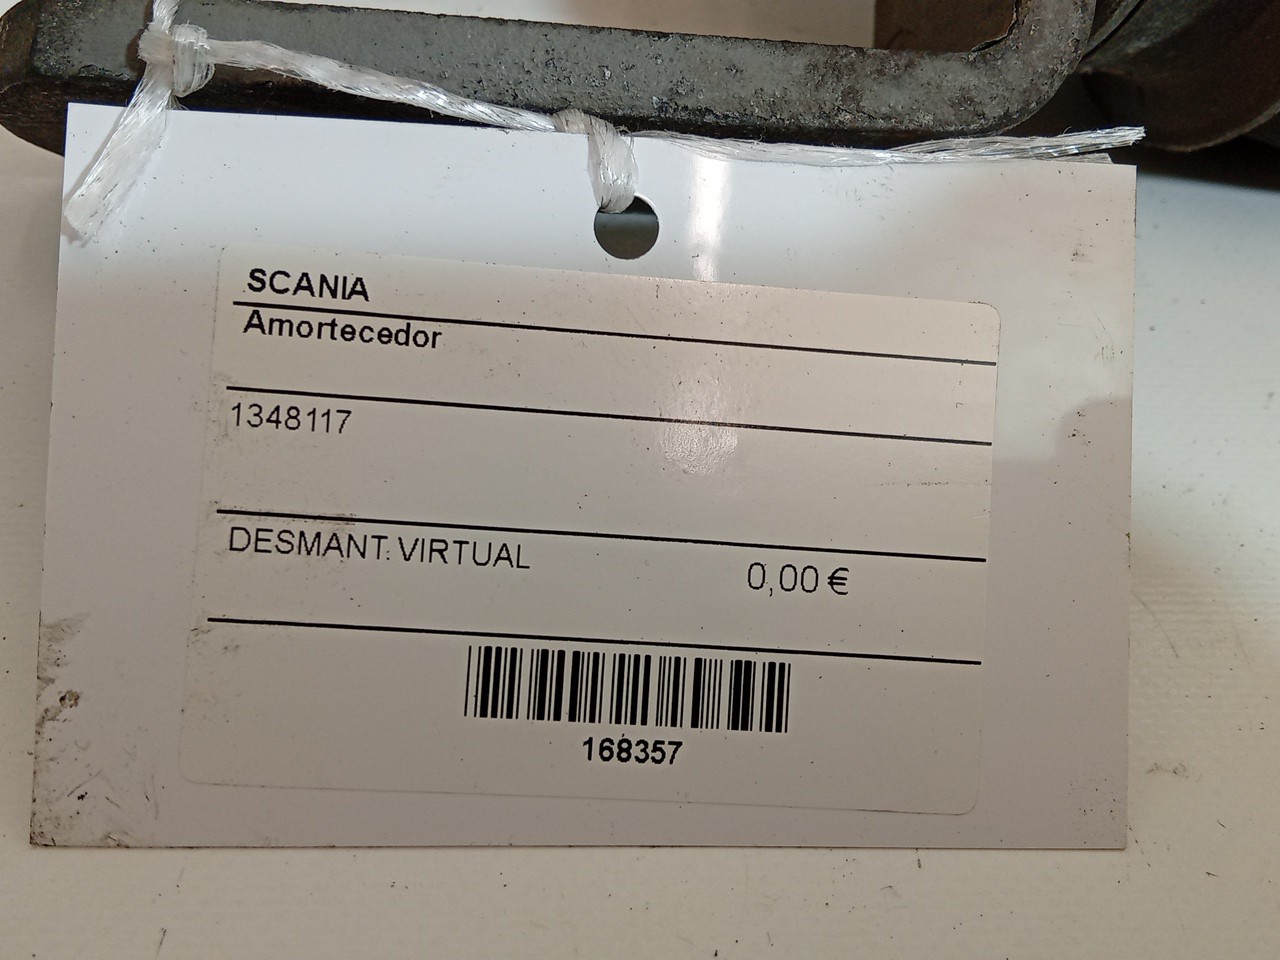 SCANIA
Amortecedor
1348117
DESMANT. VIRTUAL 0,00 €
168357